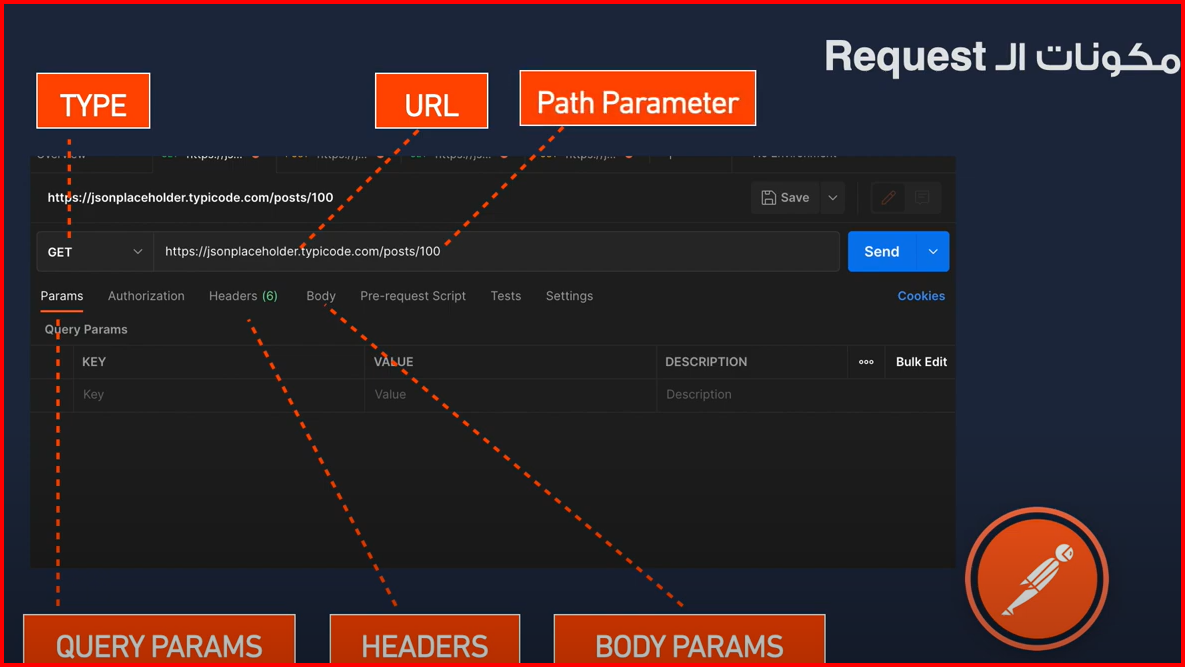 مكونات الـ Request
TYPE
URL
Path Parameter
https://jsonplaceholder.typicode.com/posts/100
Save
GET
https://jsonplaceholder.typicode.com/posts/100
Send
Params Authorization Headers (6) Body Pre-request Script Tests Settings Cookies
Query Params
KEY VALUE DESCRIPTION ooo Bulk Edit
Key Value Description
QUERY PARAMS
HEADERS
BODY PARAMS